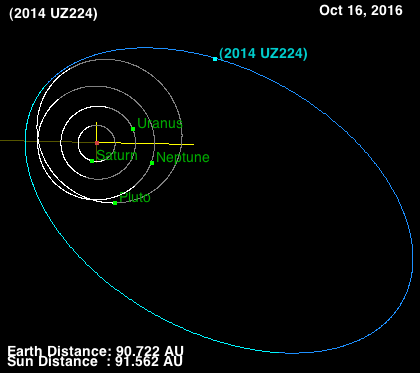 (2014 UZ224)
Oct 16, 2016
(2014 UZ224)
Uranus
Saturn
Neptune
Pluto
Earth Distance: 90.722 AU
Sun Distance  : 91.562 AU